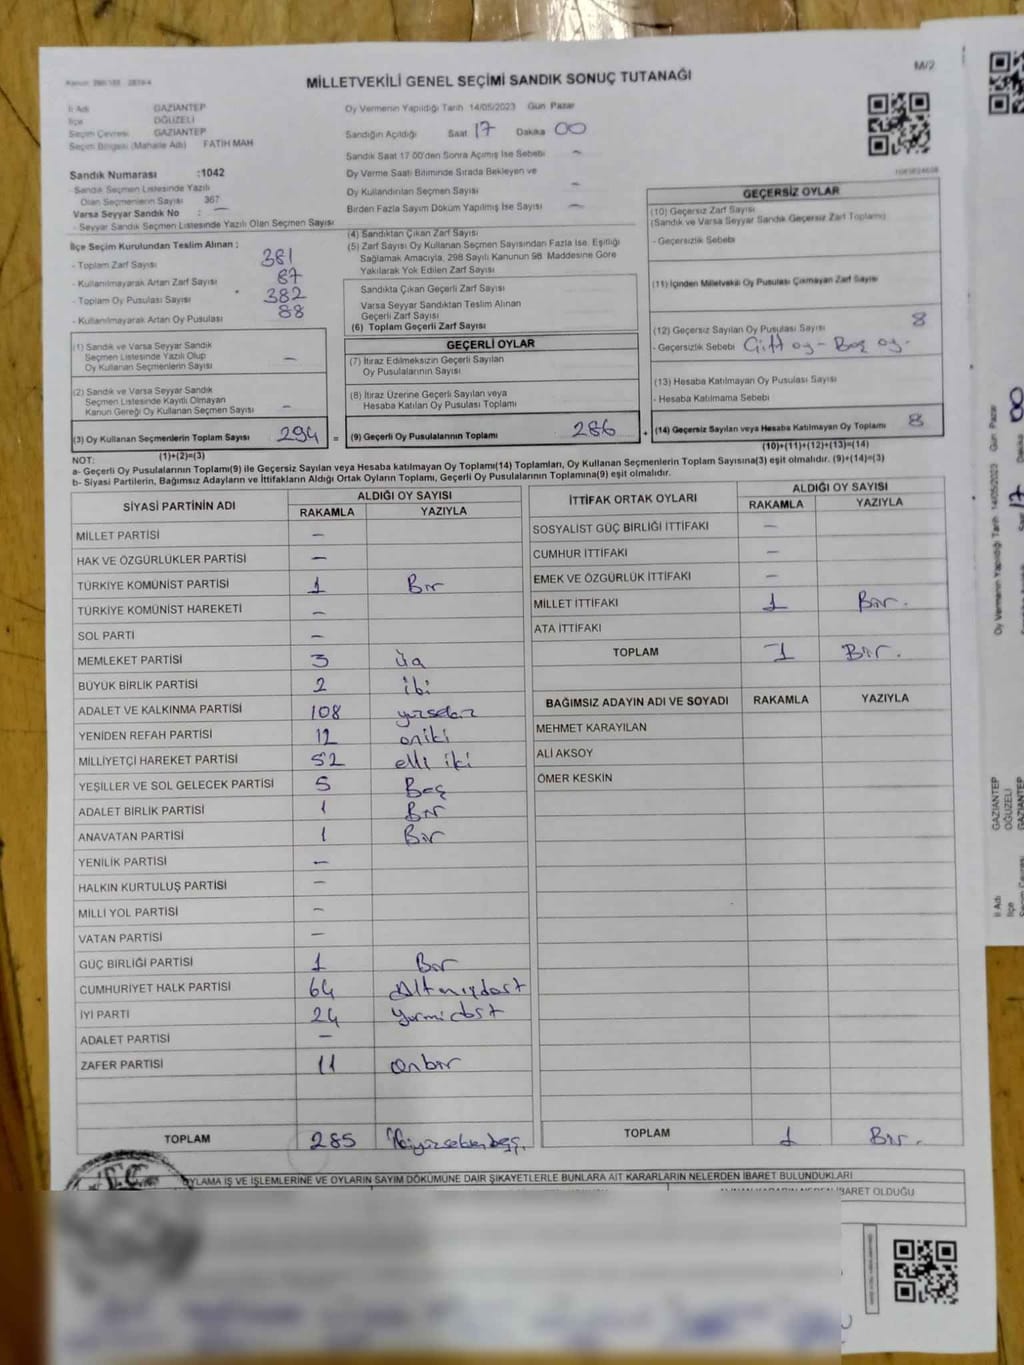 M/2
MİLLETVEKİLİ GENEL SEÇİMİ SANDIK SONUÇ TUTANAĞI
İl Adı GAZİANTEP
İlçe OĞUZELİ
Seçim Çevresi GAZİANTEP
Seçim Bölgesi (Mahalle Adı) FATİH MAH
Sandık Numarası :1042
- Sandık Seçmen Listesinde Yazılı
Olan Seçmenlerin Sayısı 367
Varsa Seyyar Sandık No : —
- Seyyar Sandık Seçmen Listesinde Yazılı Olan Seçmen Sayısı
Oy Vermenin Yapıldığı Tarih 14/05/2023 Gün Pazar
Sandığın Açıldığı Saat 17 Dakika 00
Sandık Saat 17 00'den Sonra Açımış İse Sebebi –
Oy Verme Saati Bitiminde Sırada Bekleyen ve
Oy Kullandırılan Seçmen Sayısı –
Birden Fazla Sayım Döküm Yapılmış İse Sayısı –
İlçe Seçim Kurulundan Teslim Alınan :
- Toplam Zarf Sayısı 381
- Kullanılmayarak Artan Zarf Sayısı 87
- Toplam Oy Pusulası Sayısı 382
- Kullanılmayarak Artan Oy Pusulası 88
(4) Sandıktan Çıkan Zarf Sayısı
(5) Zarf Sayısı Oy Kullanan Seçmen Sayısından Fazla İse, Eşitliği
Sağlamak Amacıyla, 298 Sayılı Kanunun 98. Maddesine Göre
Yakılarak Yok Edilen Zarf Sayısı
Sandıkta Çıkan Geçerli Zarf Sayısı
Varsa Seyyar Sandıktan Teslim Alınan
Geçerli Zarf Sayısı
(6) Toplam Geçerli Zarf Sayısı
GEÇERSİZ OYLAR
(10) Geçersiz Zarf Sayısı
(Sandık ve Varsa Seyyar Sandık Geçersiz Zarf Toplamı)
- Geçersizlik Sebebi
(11) İçinden Milletvekili Oy Pusulası Çıkmayan Zarf Sayısı
(12) Geçersiz Sayılan Oy Pusulası Sayısı 8
- Geçersizlik Sebebi Çift oy - Boş oy.
(13) Hesaba Katılmayan Oy Pusulası Sayısı
- Hesaba Katılmama Sebebi
(14) Geçersiz Sayılan veya Hesaba Katılmayan Oy Toplamı 8
(10)+(11)+(12)+(13)=(14)
(1) Sandık ve Varsa Seyyar Sandık
Seçmen Listesinde Yazılı Olup
Oy Kullanan Seçmenlerin Sayısı –
(2) Sandık ve Varsa Seyyar Sandık
Seçmen Listesinde Kayıtlı Olmayan
Kanun Gereği Oy Kullanan Seçmen Sayısı –
(3) Oy Kullanan Seçmenlerin Toplam Sayısı 294 =
(1)+(2)=(3)
GEÇERLİ OYLAR
(7) İtiraz Edilmeksizin Geçerli Sayılan
Oy Pusulalarının Sayısı
(8) İtiraz Üzerine Geçerli Sayılan veya
Hesaba Katılan Oy Pusulası Toplamı
(9) Geçerli Oy Pusulalarının Toplamı 286 +
NOT:
a- Geçerli Oy Pusulalarının Toplamı(9) ile Geçersiz Sayılan veya Hesaba katılmayan Oy Toplamı(14) Toplamları, Oy Kullanan Seçmenlerin Toplam Sayısına(3) eşit olmalıdır. (9)+(14)=(3)
b- Siyasi Partilerin, Bağımsız Adayların ve İttifakların Aldığı Ortak Oyların Toplamı, Geçerli Oy Pusulalarının Toplamına(9) eşit olmalıdır.
SİYASİ PARTİNİN ADI ALDIĞI OY SAYISI
RAKAMLA YAZIYLA
MİLLET PARTİSİ –
HAK VE ÖZGÜRLÜKLER PARTİSİ –
TÜRKİYE KOMÜNİST PARTİSİ 1 Bir
TÜRKİYE KOMÜNİST HAREKETİ –
SOL PARTİ –
MEMLEKET PARTİSİ 3 Üç
BÜYÜK BİRLİK PARTİSİ 2 iki
ADALET VE KALKINMA PARTİSİ 108 yüzsekiz
YENİDEN REFAH PARTİSİ 12 oniki
MİLLİYETÇİ HAREKET PARTİSİ 52 elli iki
YEŞİLLER VE SOL GELECEK PARTİSİ 5 Beş
ADALET BİRLİK PARTİSİ 1 Bir
ANAVATAN PARTİSİ 1 Bir
YENİLİK PARTİSİ –
HALKIN KURTULUŞ PARTİSİ –
MİLLİ YOL PARTİSİ –
VATAN PARTİSİ –
GÜÇ BİRLİĞİ PARTİSİ 1 Bir
CUMHURİYET HALK PARTİSİ 64 Altmışdört
İYİ PARTİ 24 Yirmidört
ADALET PARTİSİ –
ZAFER PARTİSİ 11 Onbir
TOPLAM 285 İkiyüzseksenbeş.
İTTİFAK ORTAK OYLARI ALDIĞI OY SAYISI
RAKAMLA YAZIYLA
SOSYALİST GÜÇ BİRLİĞİ İTTİFAKI –
CUMHUR İTTİFAKI –
EMEK VE ÖZGÜRLÜK İTTİFAKI –
MİLLET İTTİFAKI 1 Bir.
ATA İTTİFAKI
TOPLAM 1 Bir.
BAĞIMSIZ ADAYIN ADI VE SOYADI RAKAMLA YAZIYLA
MEHMET KARAYILAN
ALİ AKSOY
ÖMER KESKİN
TOPLAM 1 Bir.
OYLAMA İŞ VE İŞLEMLERİNE VE OYLARIN SAYIM DÖKÜMÜNE DAİR ŞİKAYETLERLE BUNLARA AİT KARARLARIN NELERDEN İBARET BULUNDUKLARI
İBARET OLDUĞU
Oy Vermenin Yapıldığı Tarih 14/05/2023 Gün Pazar
17 00
İl Adı GAZİANTEP
İlçe OĞUZELİ
GAZİANTEP